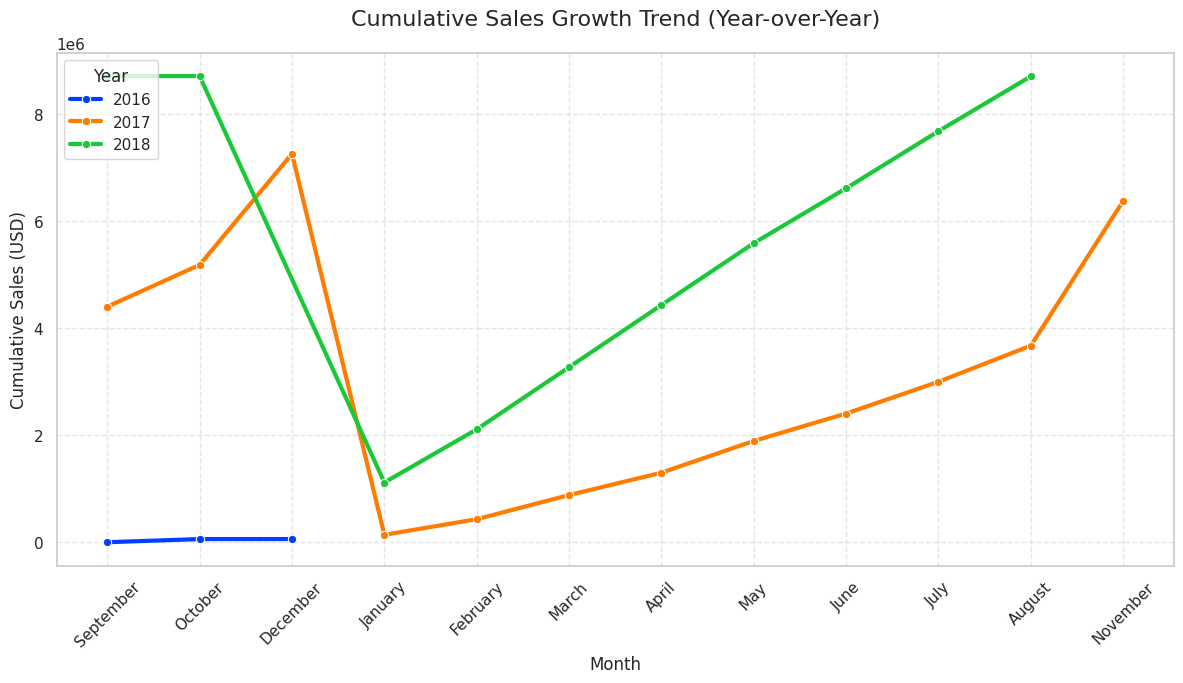 Cumulative Sales Growth Trend (Year-over-Year)
1e6
Year
2016
2017
2018
8
6
4
2
0
Cumulative Sales (USD)
September
October
December
January
February
March
April
May
June
July
August
November
Month